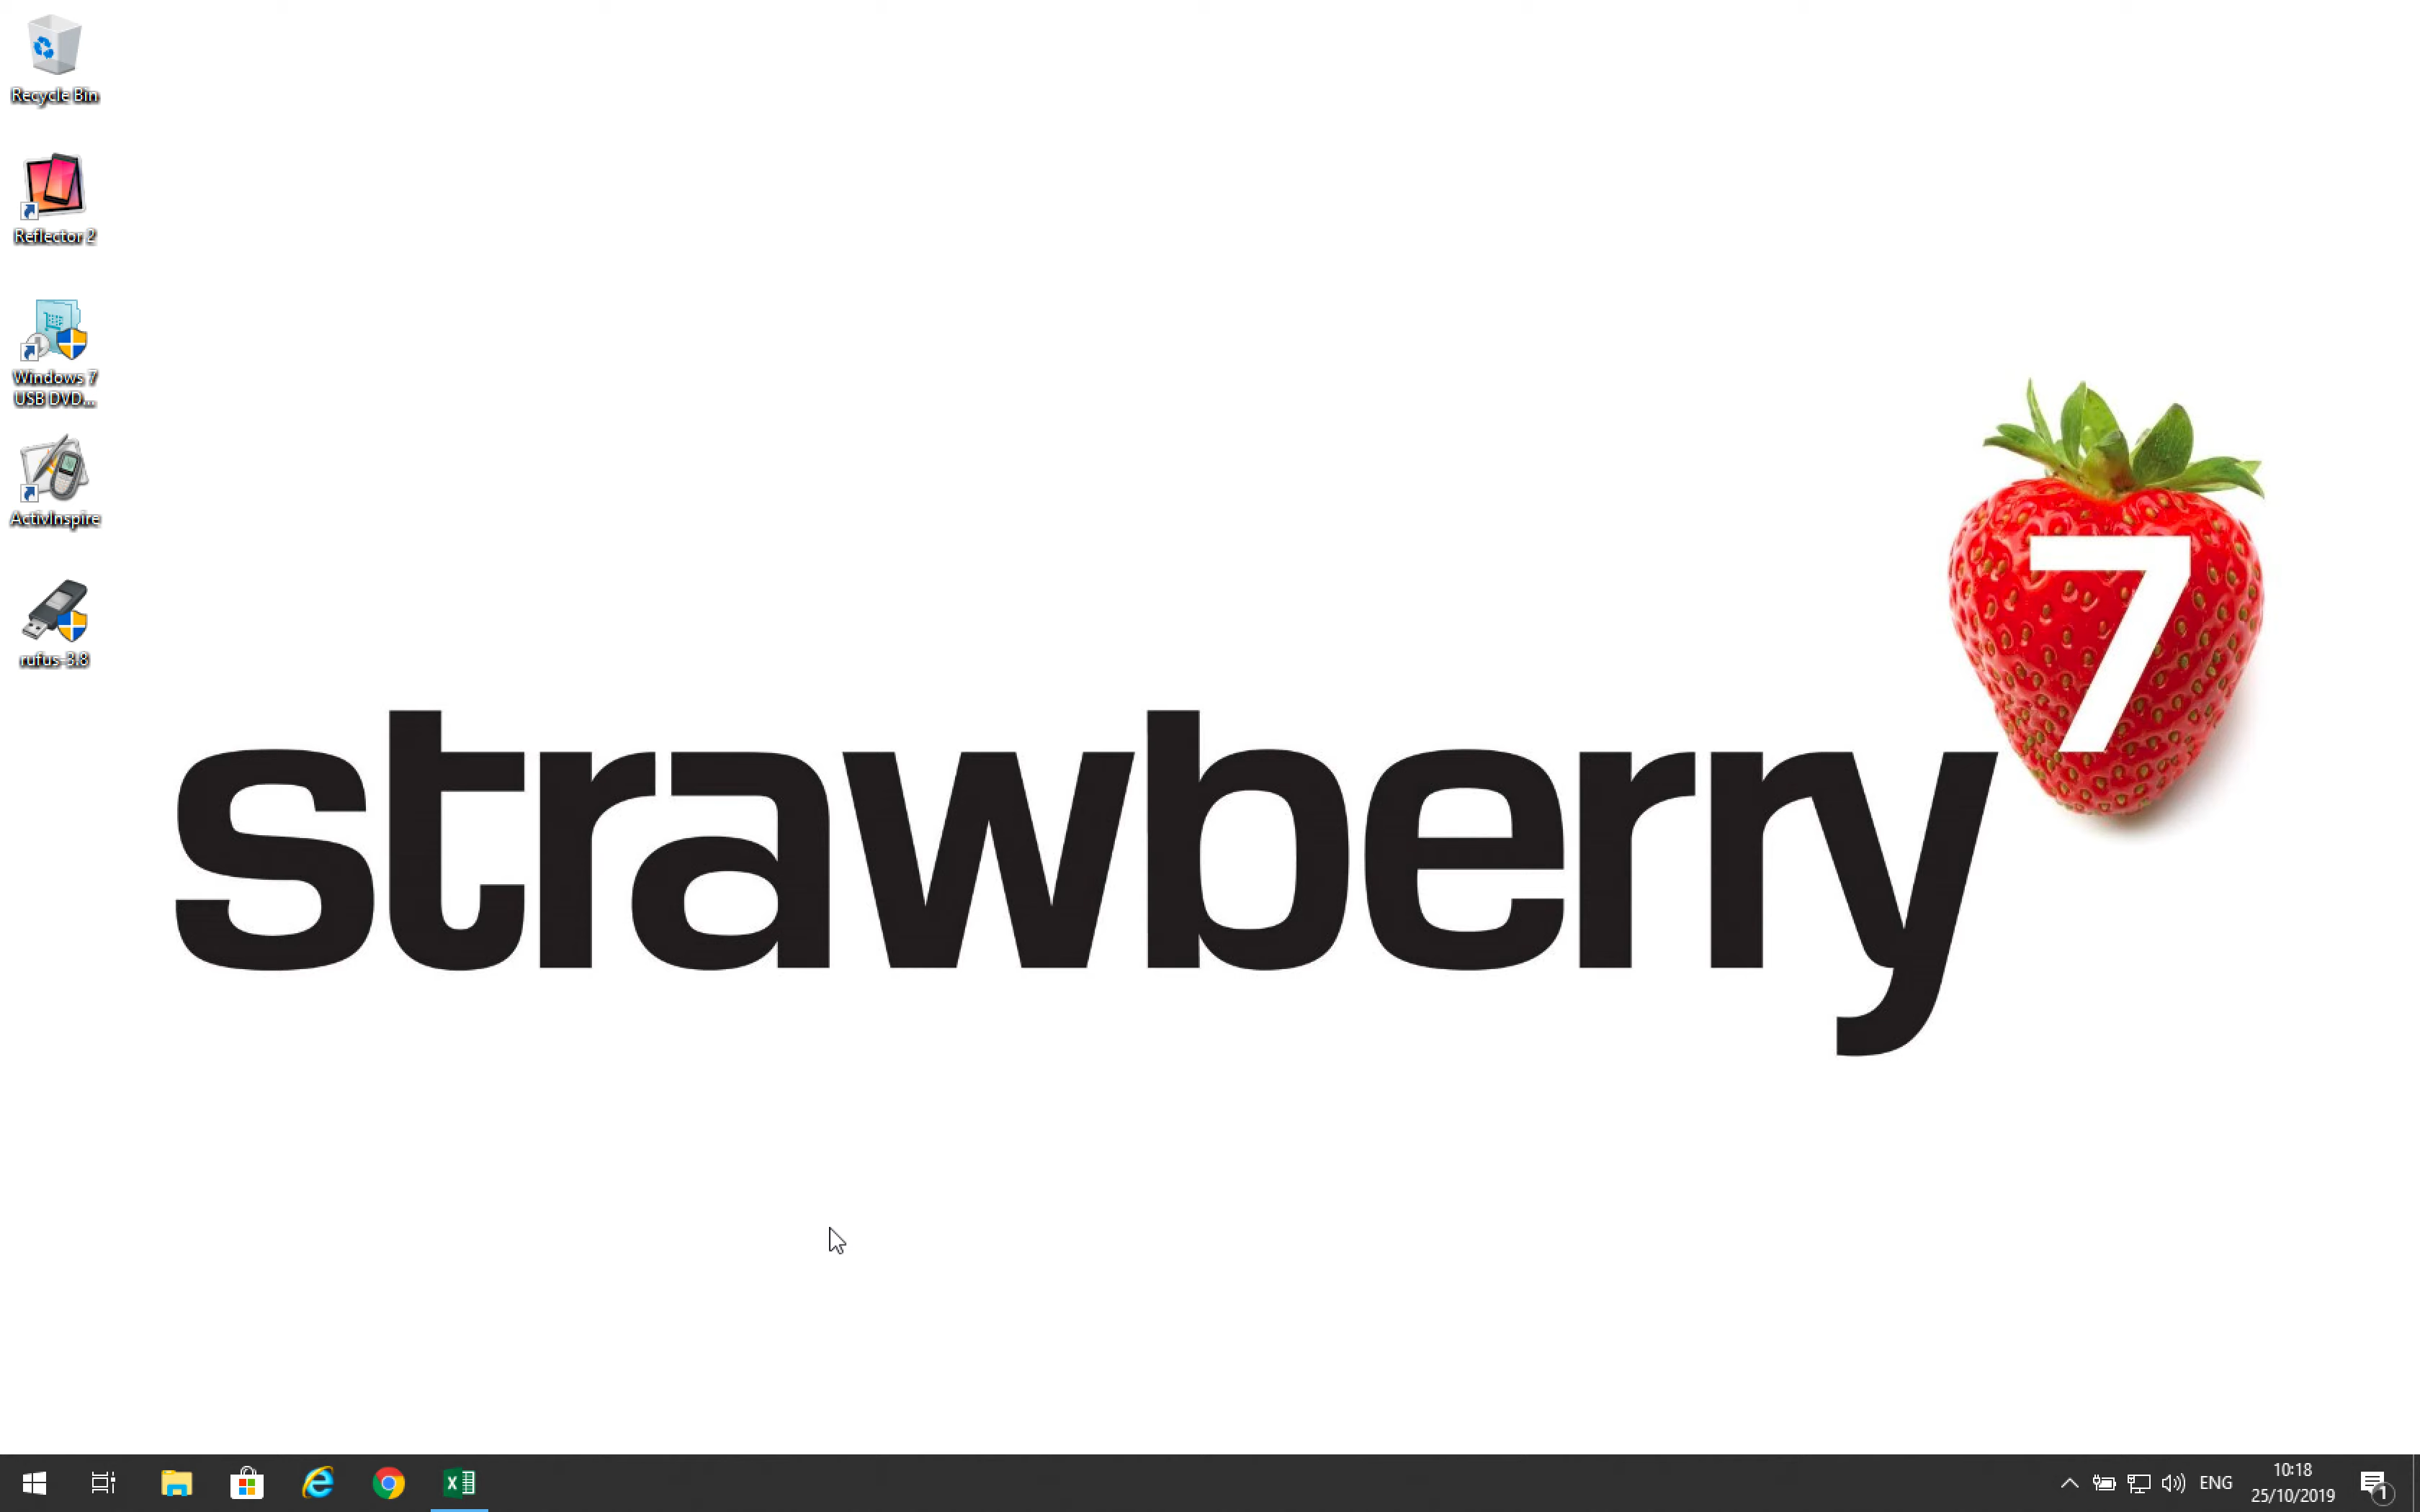 Recycle Bin
Reflector 2
Windows 7
USB DVD...
ActivInspire
rufus-3.8
strawberry
7
ENG
10:18
25/10/2019
1